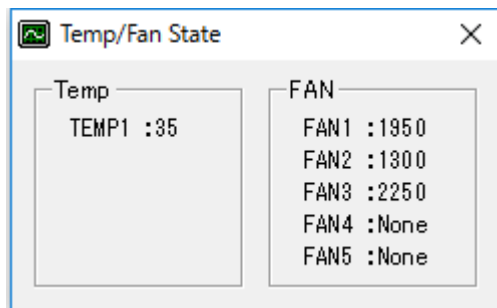 Temp/Fan State
Temp
TEMP1 :35
FAN
FAN1 :1950
FAN2 :1300
FAN3 :2250
FAN4 :None
FAN5 :None